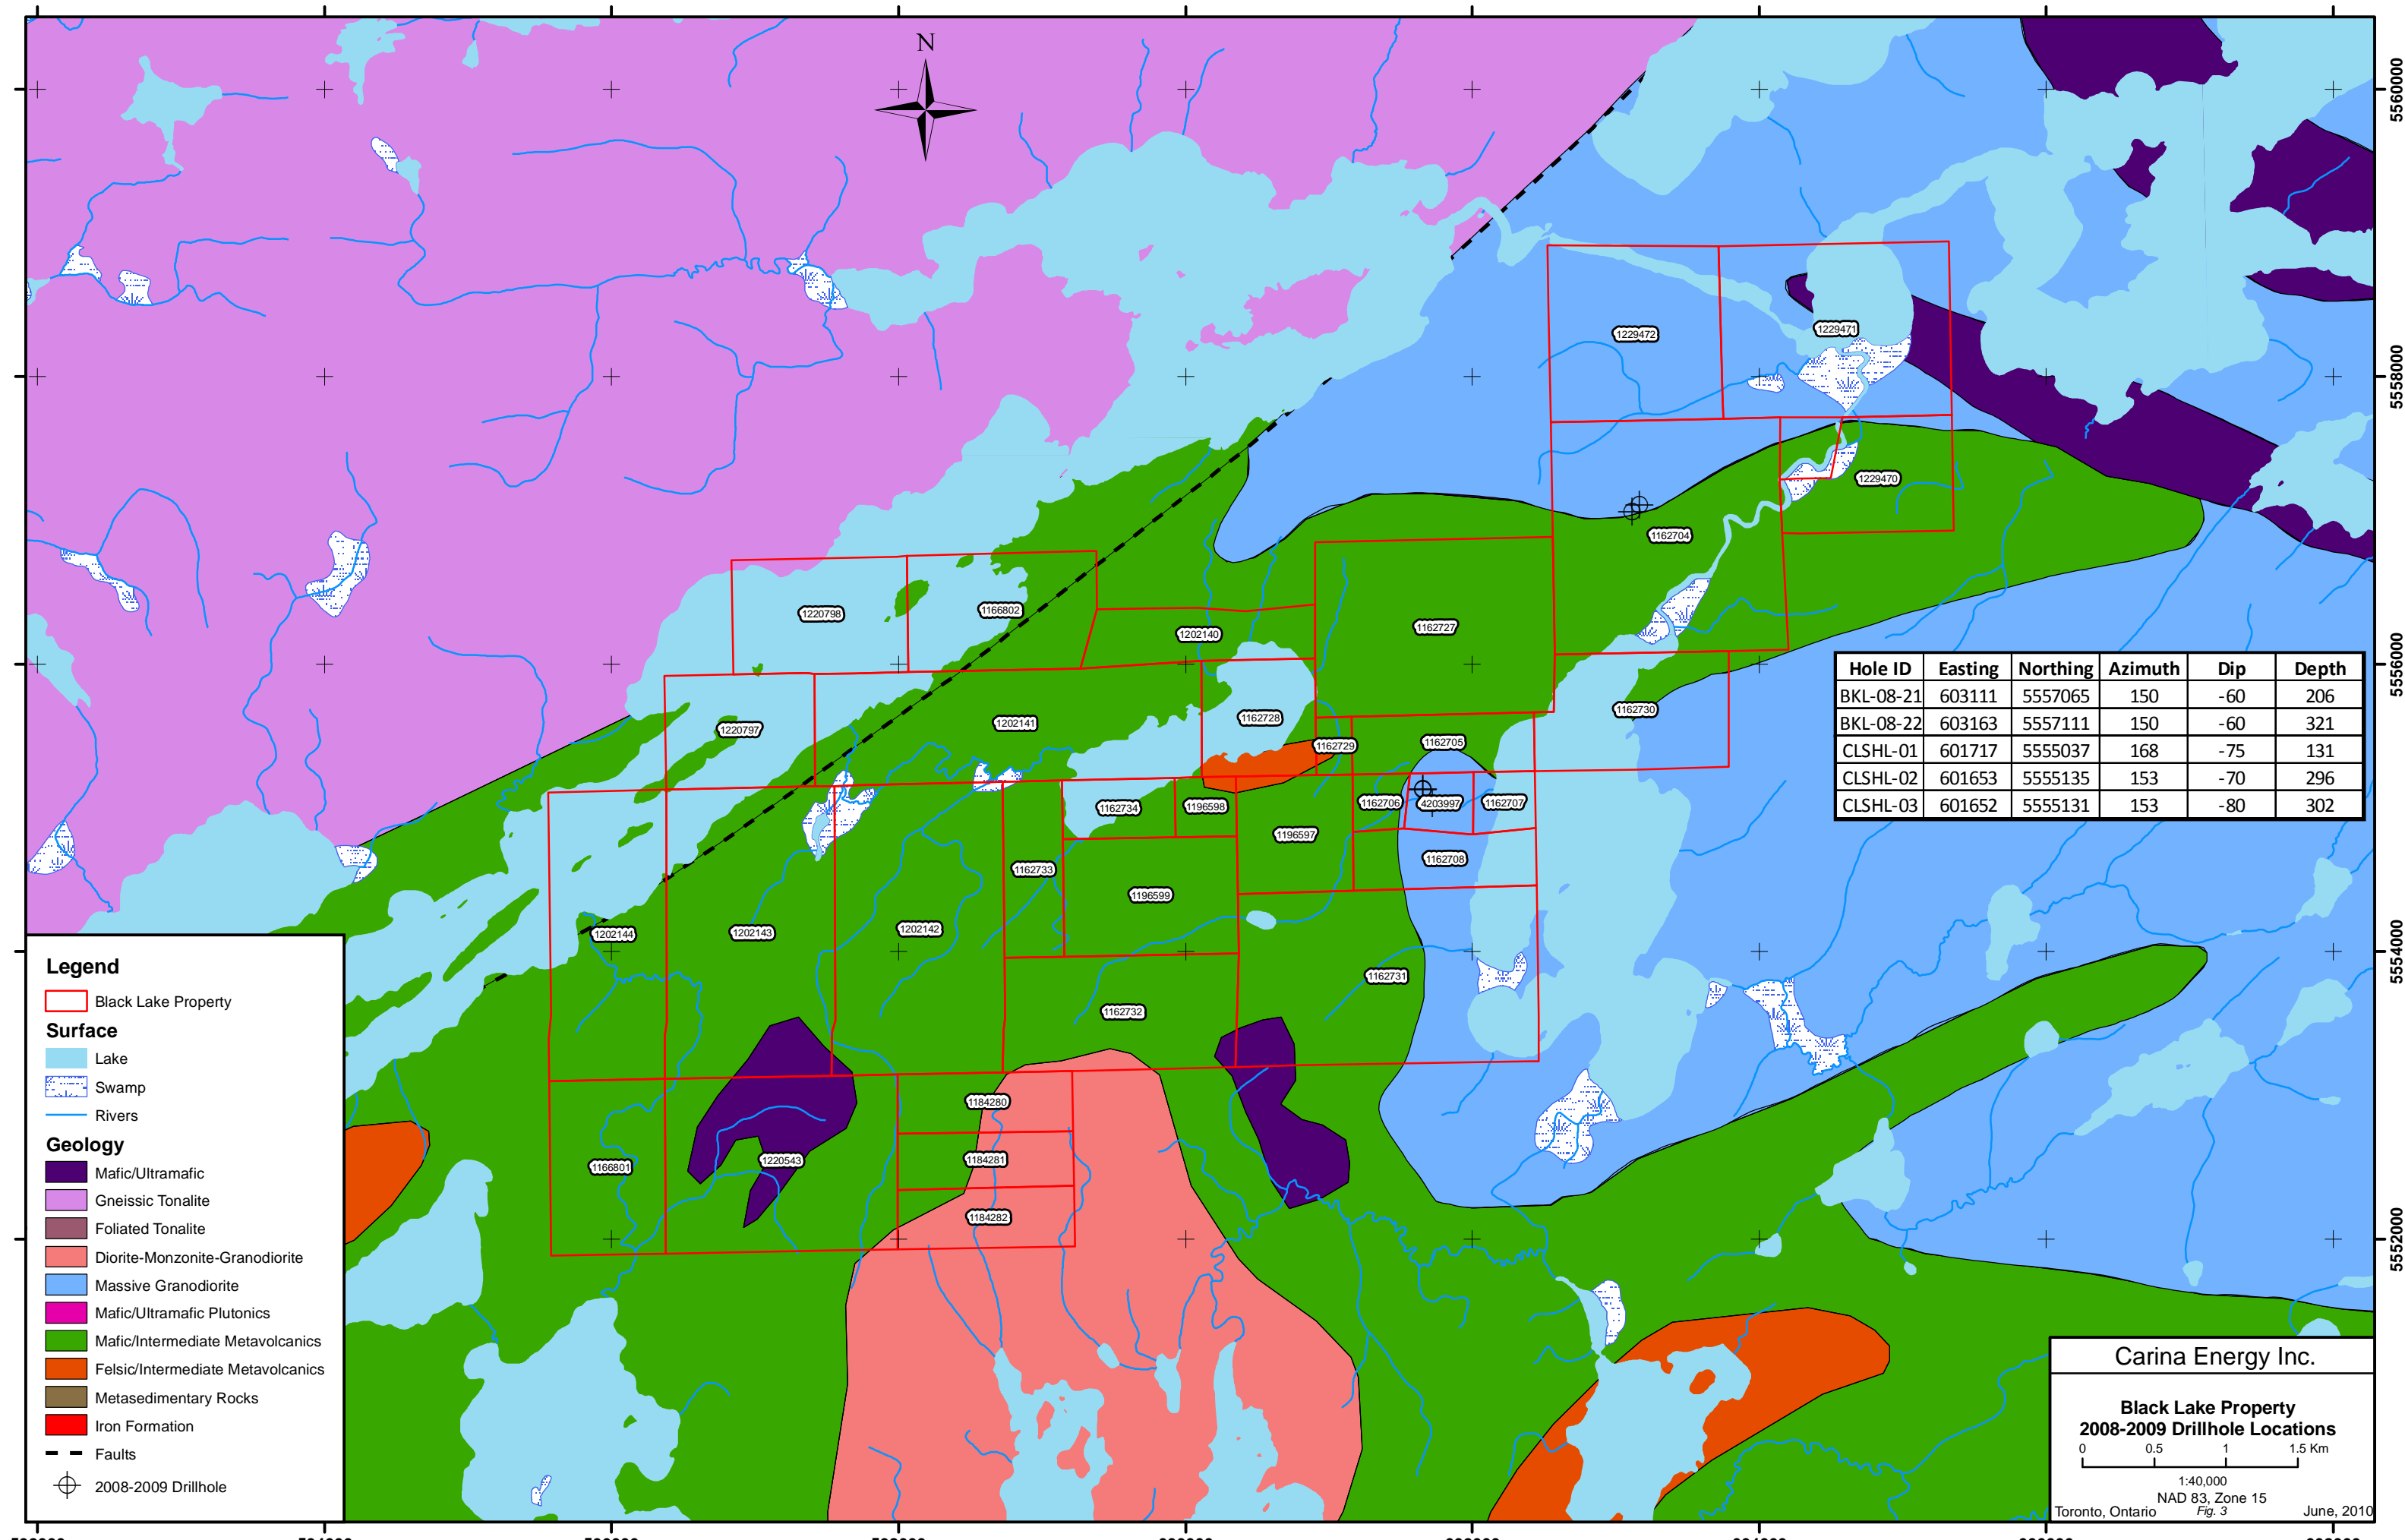 N
5560000
5558000
5556000
5554000
5552000
1229472
1229471
1229470
1162704
1220798
1166802
1202140
1162727
1220797
1202141
1162728
1162729
1162705
1162730
1162734
1196598
1162706
4203997
1162707
1196597
1162733
1162708
1196599
1202144
1202143
1202142
1162731
1162732
1184280
1166801
1220543
1184281
1184282
Hole ID Easting Northing Azimuth Dip Depth
BKL-08-21 603111 5557065 150 -60 206
BKL-08-22 603163 5557111 150 -60 321
CLSHL-01 601717 5555037 168 -75 131
CLSHL-02 601653 5555135 153 -70 296
CLSHL-03 601652 5555131 153 -80 302
Legend
Black Lake Property
Surface
Lake
Swamp
Rivers
Geology
Mafic/Ultramafic
Gneissic Tonalite
Foliated Tonalite
Diorite-Monzonite-Granodiorite
Massive Granodiorite
Mafic/Ultramafic Plutonics
Mafic/Intermediate Metavolcanics
Felsic/Intermediate Metavolcanics
Metasedimentary Rocks
Iron Formation
Faults
2008-2009 Drillhole
Carina Energy Inc.
Black Lake Property
2008-2009 Drillhole Locations
0 0.5 1 1.5 Km
1:40,000
NAD 83, Zone 15
Toronto, Ontario Fig. 3 June, 2010